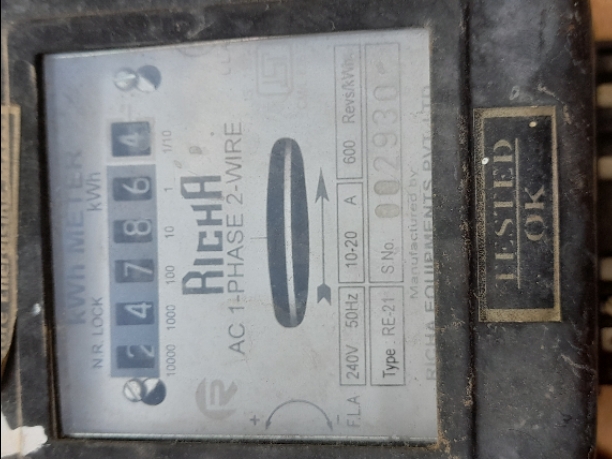 kWh METER
N.R. LOCK kWh
2 4 7 8 6 4
10000 1000 100 10 1 1/10
RICHA
AC 1-PHASE 2-WIRE
F.L.A 240V 50Hz 10-20 A 600 Revs/kWh
Type RE-21 S No. 002930
Manufactured by
RICHA EQUIPMENTS PVT. LTD.
TESTED
OK